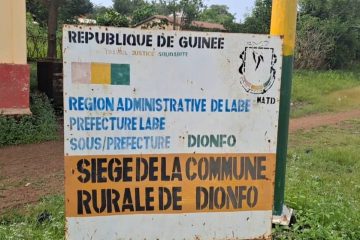 REPUBLIQUE DE GUINEE
TRAVAIL JUSTICE SOLIDARITE
MATD
REGION ADMINISTRATIVE DE LABE
PREFECTURE LABE
SOUS/PREFECTURE DIONFO
SIEGE DE LA COMMUNE
RURALE DE DIONFO